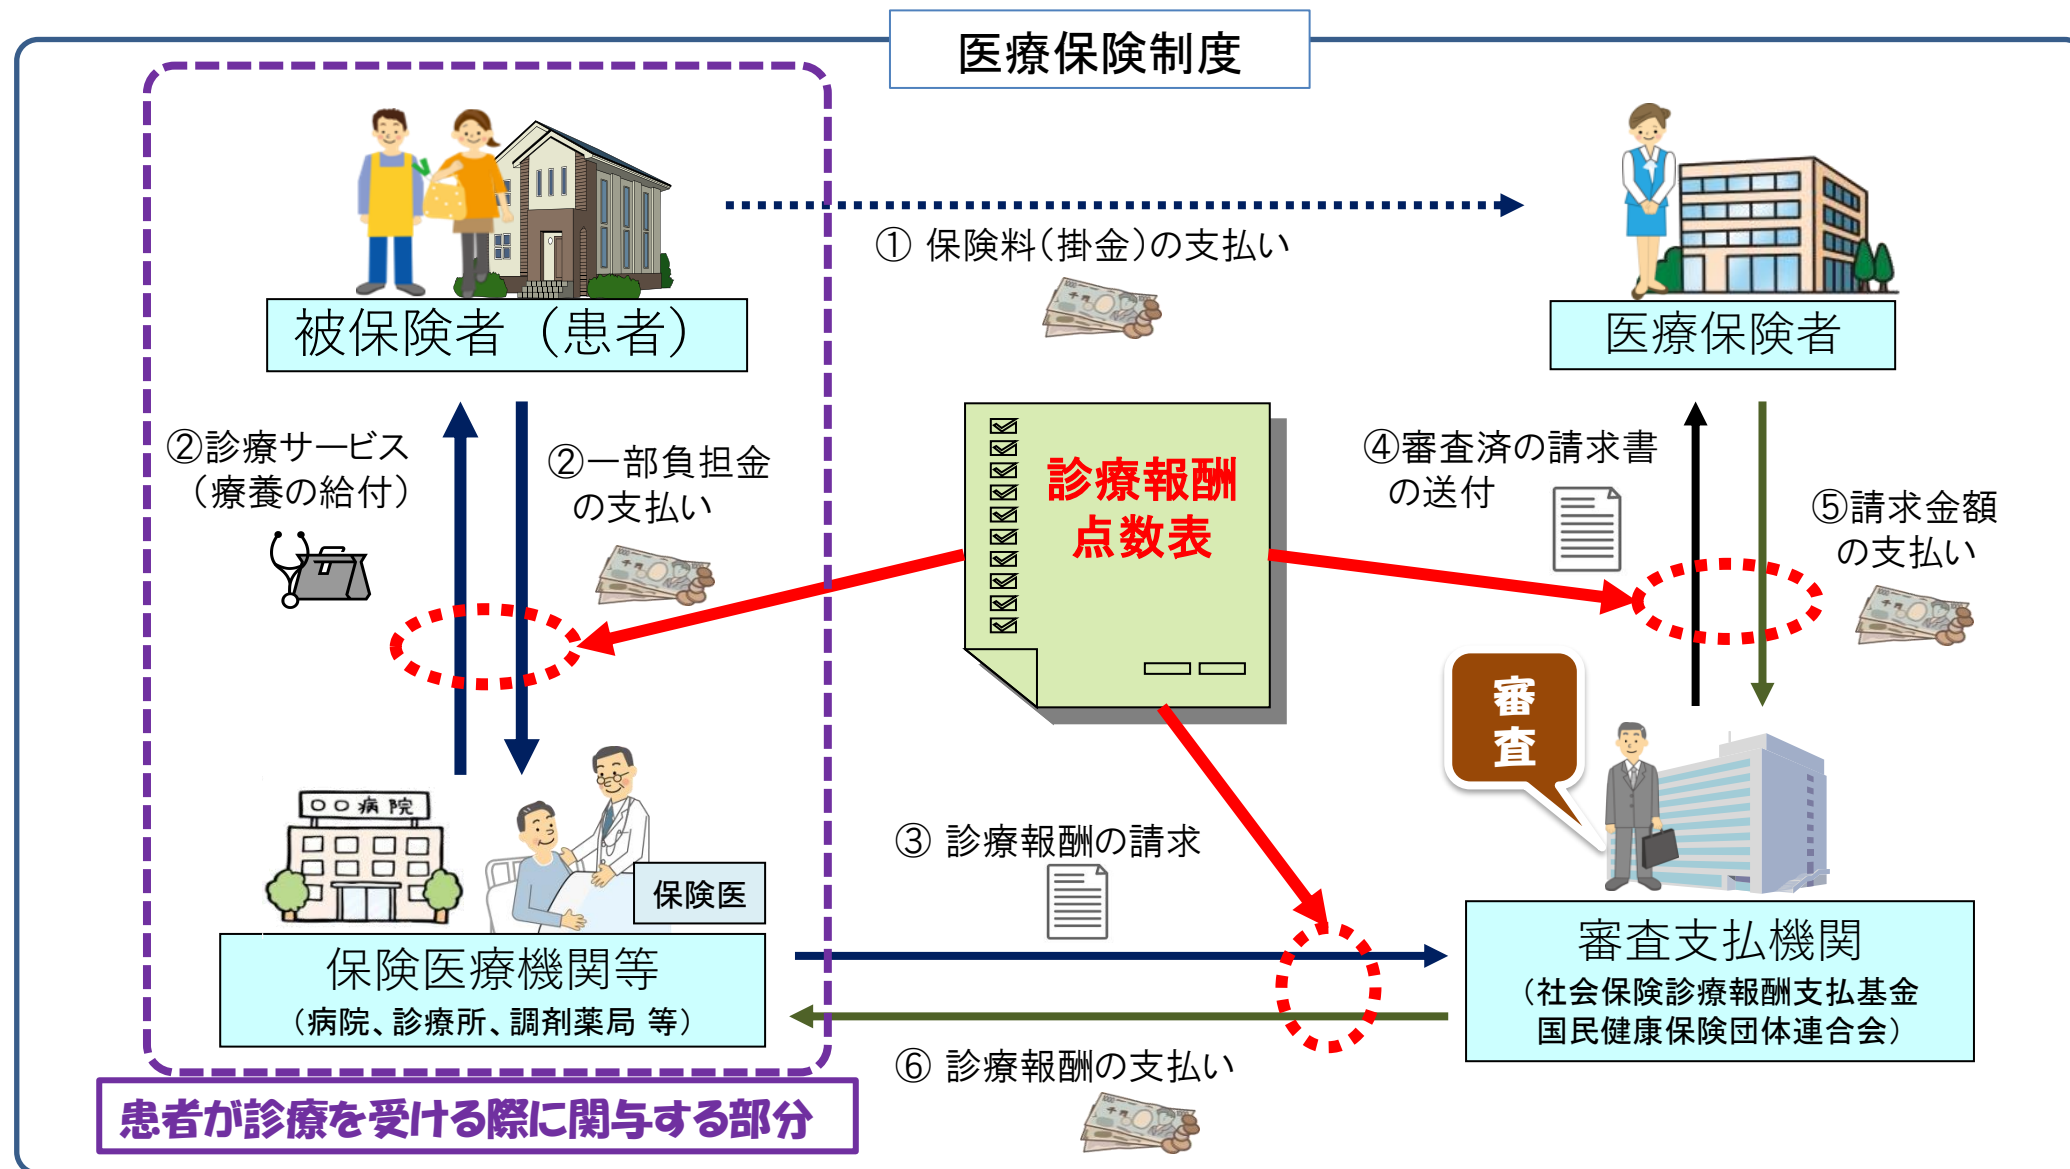 医療保険制度
① 保険料(掛金)の支払い
被保険者（患者）
医療保険者
②診療サービス
（療養の給付）
②一部負担金
の支払い
診療報酬
点数表
④審査済の請求書
の送付
⑤請求金額
の支払い
審
査
〇〇病院
保険医
③ 診療報酬の請求
保険医療機関等
（病院、診療所、調剤薬局 等）
審査支払機関
（社会保険診療報酬支払基金
国民健康保険団体連合会）
⑥ 診療報酬の支払い
患者が診療を受ける際に関与する部分